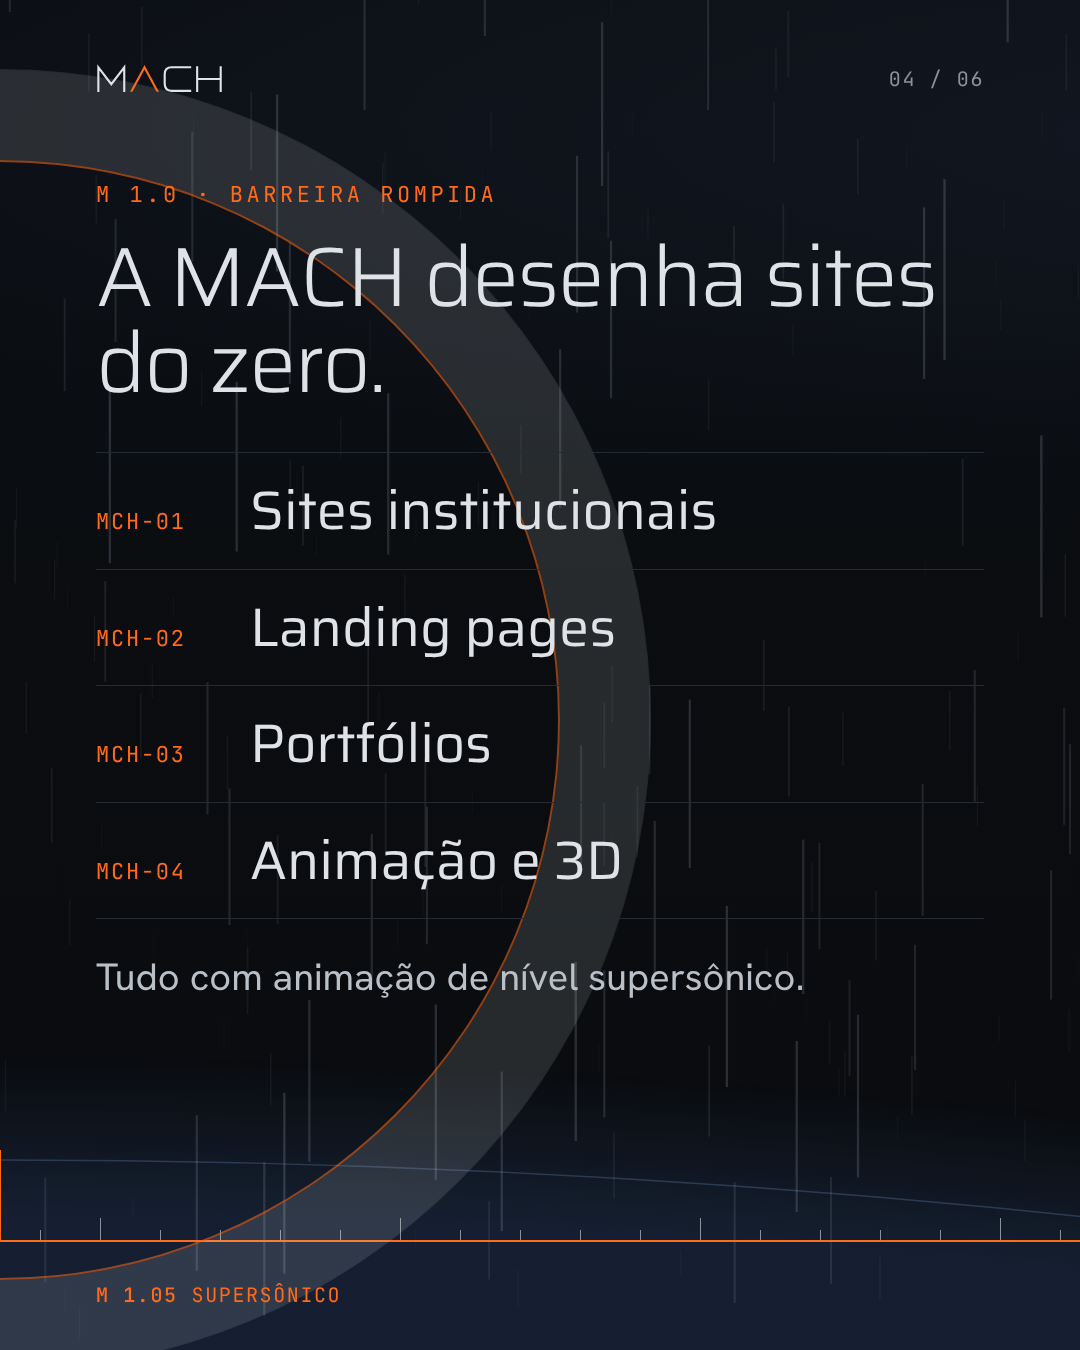 MACH
04 / 06
M 1.0 · BARREIRA ROMPIDA
A MACH desenha sites
do zero.
MCH-01 Sites institucionais
MCH-02 Landing pages
MCH-03 Portfólios
MCH-04 Animação e 3D
Tudo com animação de nível supersônico.
M 1.05 SUPERSÔNICO